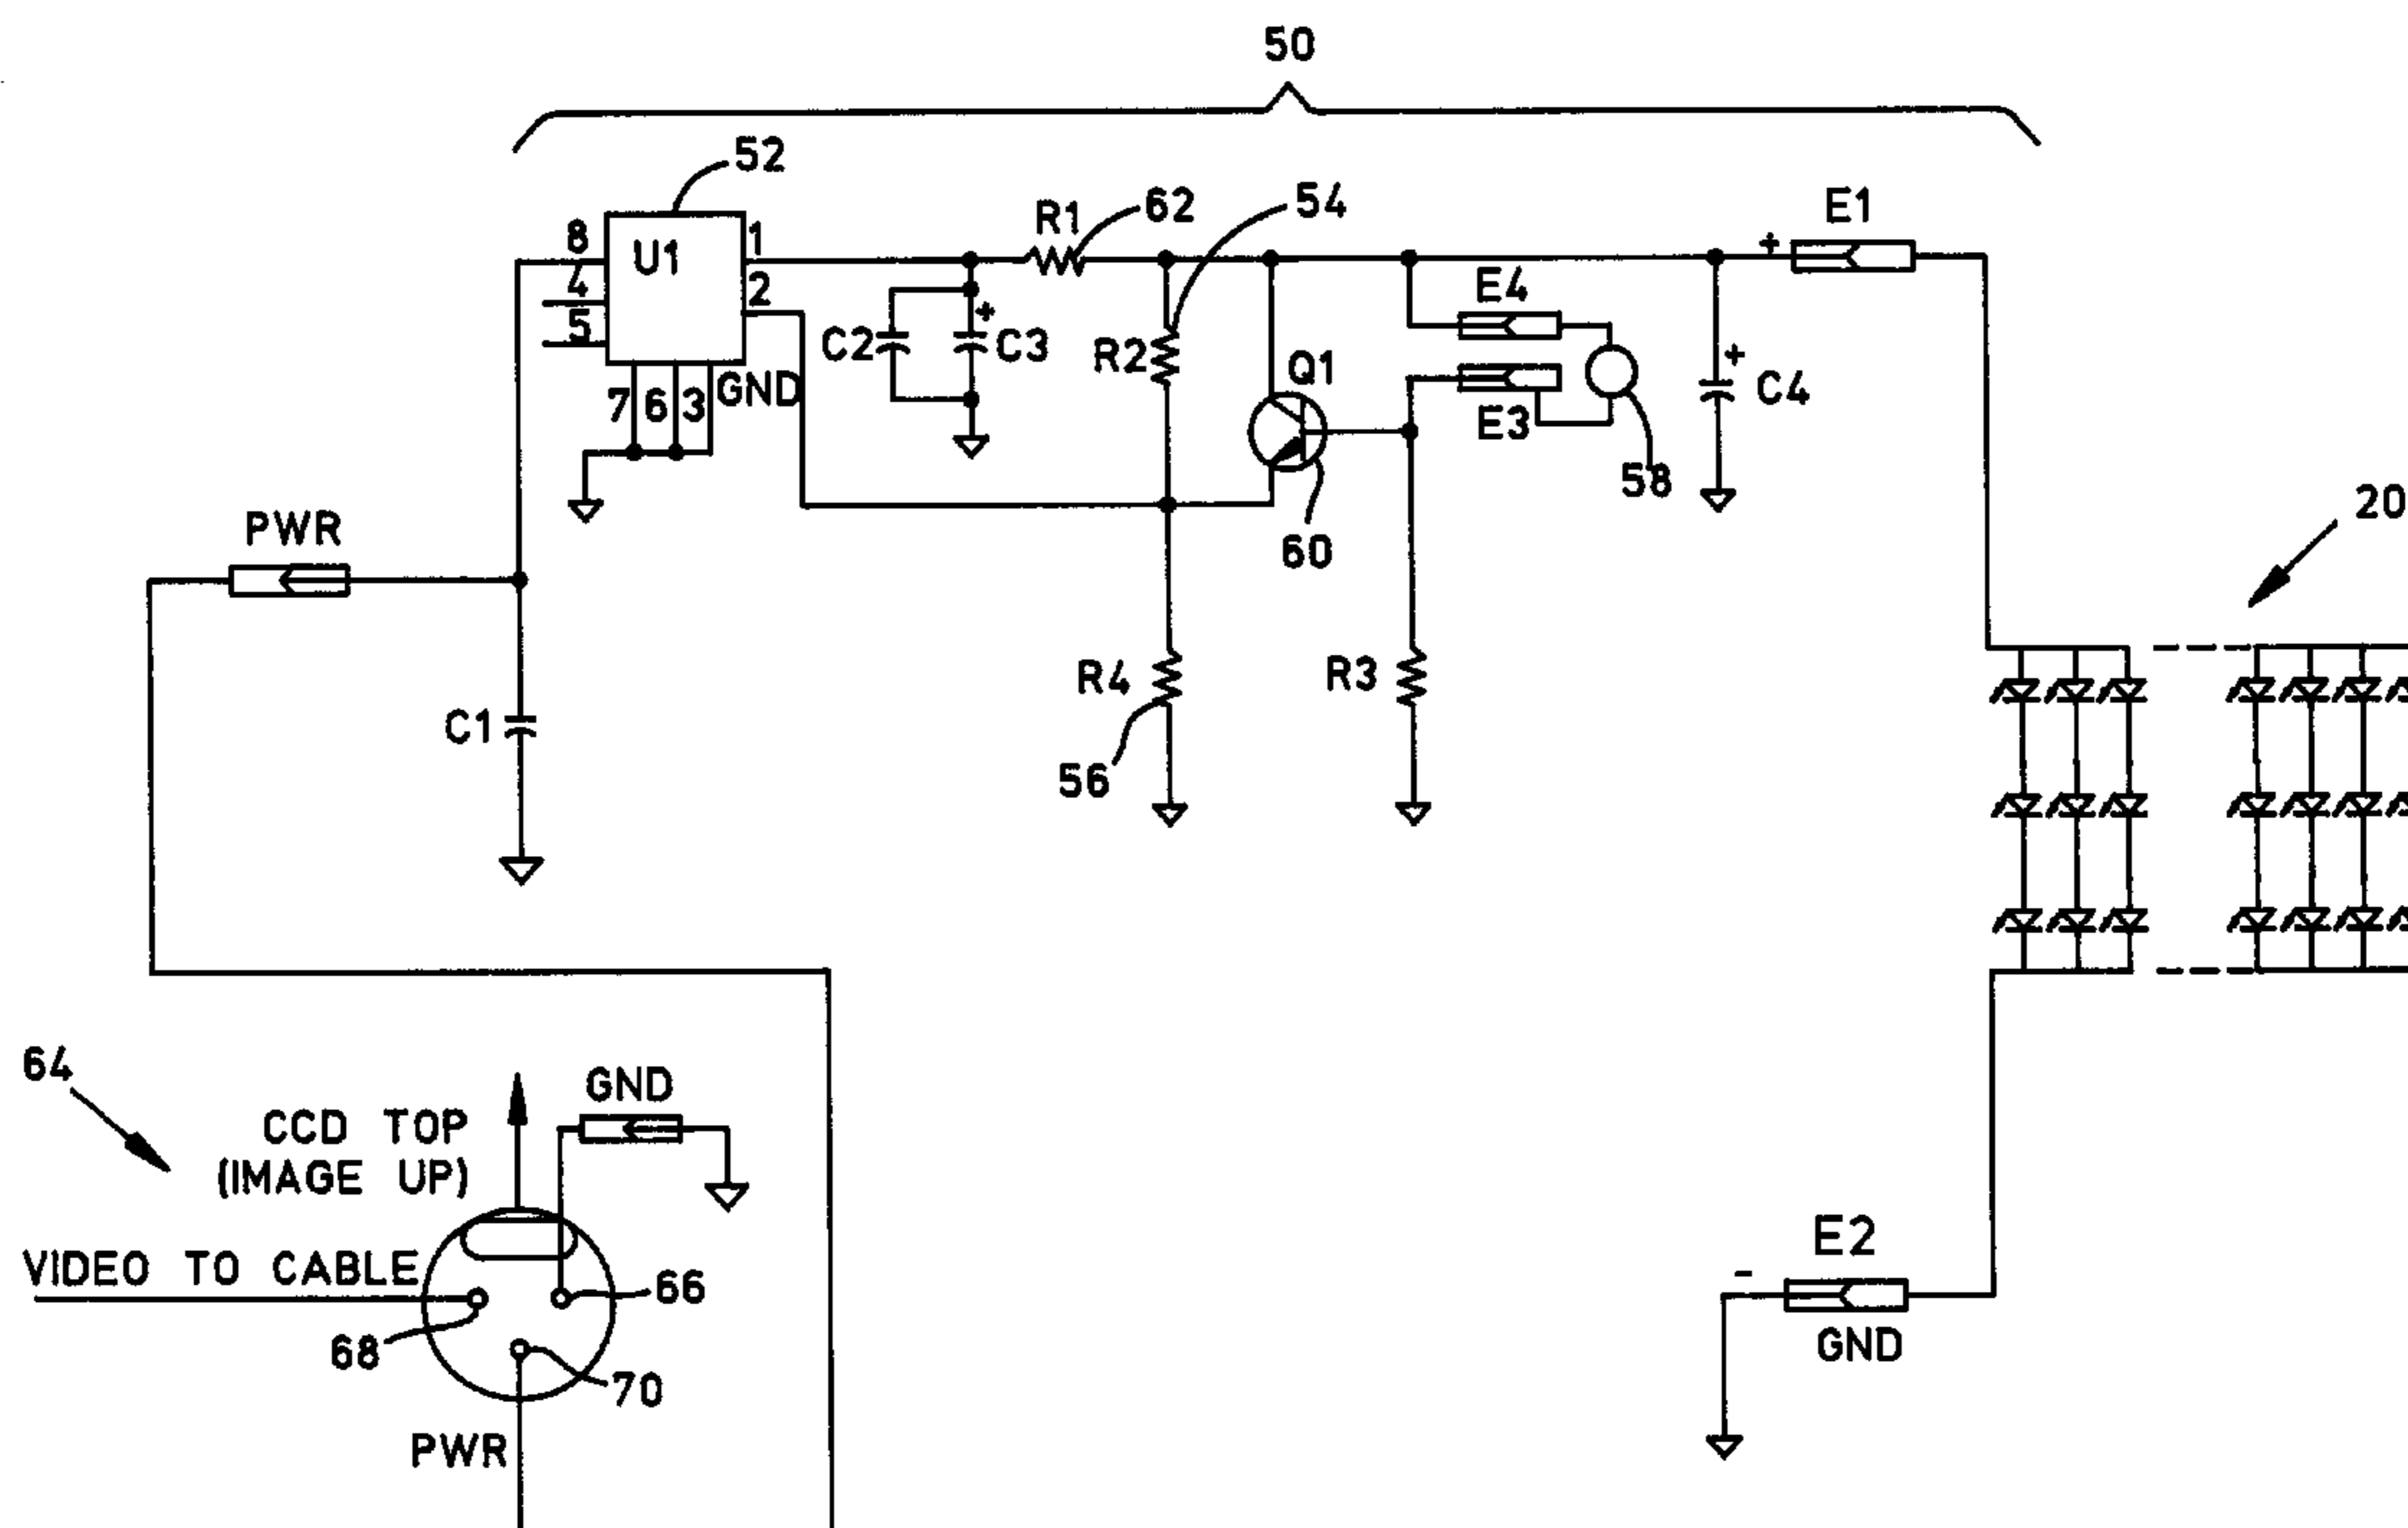 50
52
R1
62
54
E1
+
8
U1
1
4
2
5
E4
C2
+
C3
R2
Q1
+
C4
7
6
3
GND
E3
58
60
20
PWR
R4
R3
C1
56
64
CCD TOP
(IMAGE UP)
GND
VIDEO TO CABLE
66
68
70
PWR
E2
-
GND